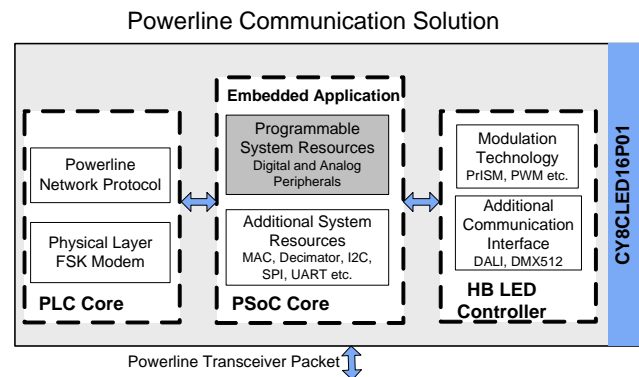 Powerline Communication Solution
Powerline
Network Protocol
Physical Layer
FSK Modem
PLC Core
Embedded Application
Programmable
System Resources
Digital and Analog
Peripherals
Additional System
Resources
MAC, Decimator, I2C,
SPI, UART etc.
PSoC Core
Modulation
Technology
PrISM, PWM etc.
Additional
Communication
Interface
DALI, DMX512
HB LED
Controller
CY8CLED16P01
Powerline Transceiver Packet